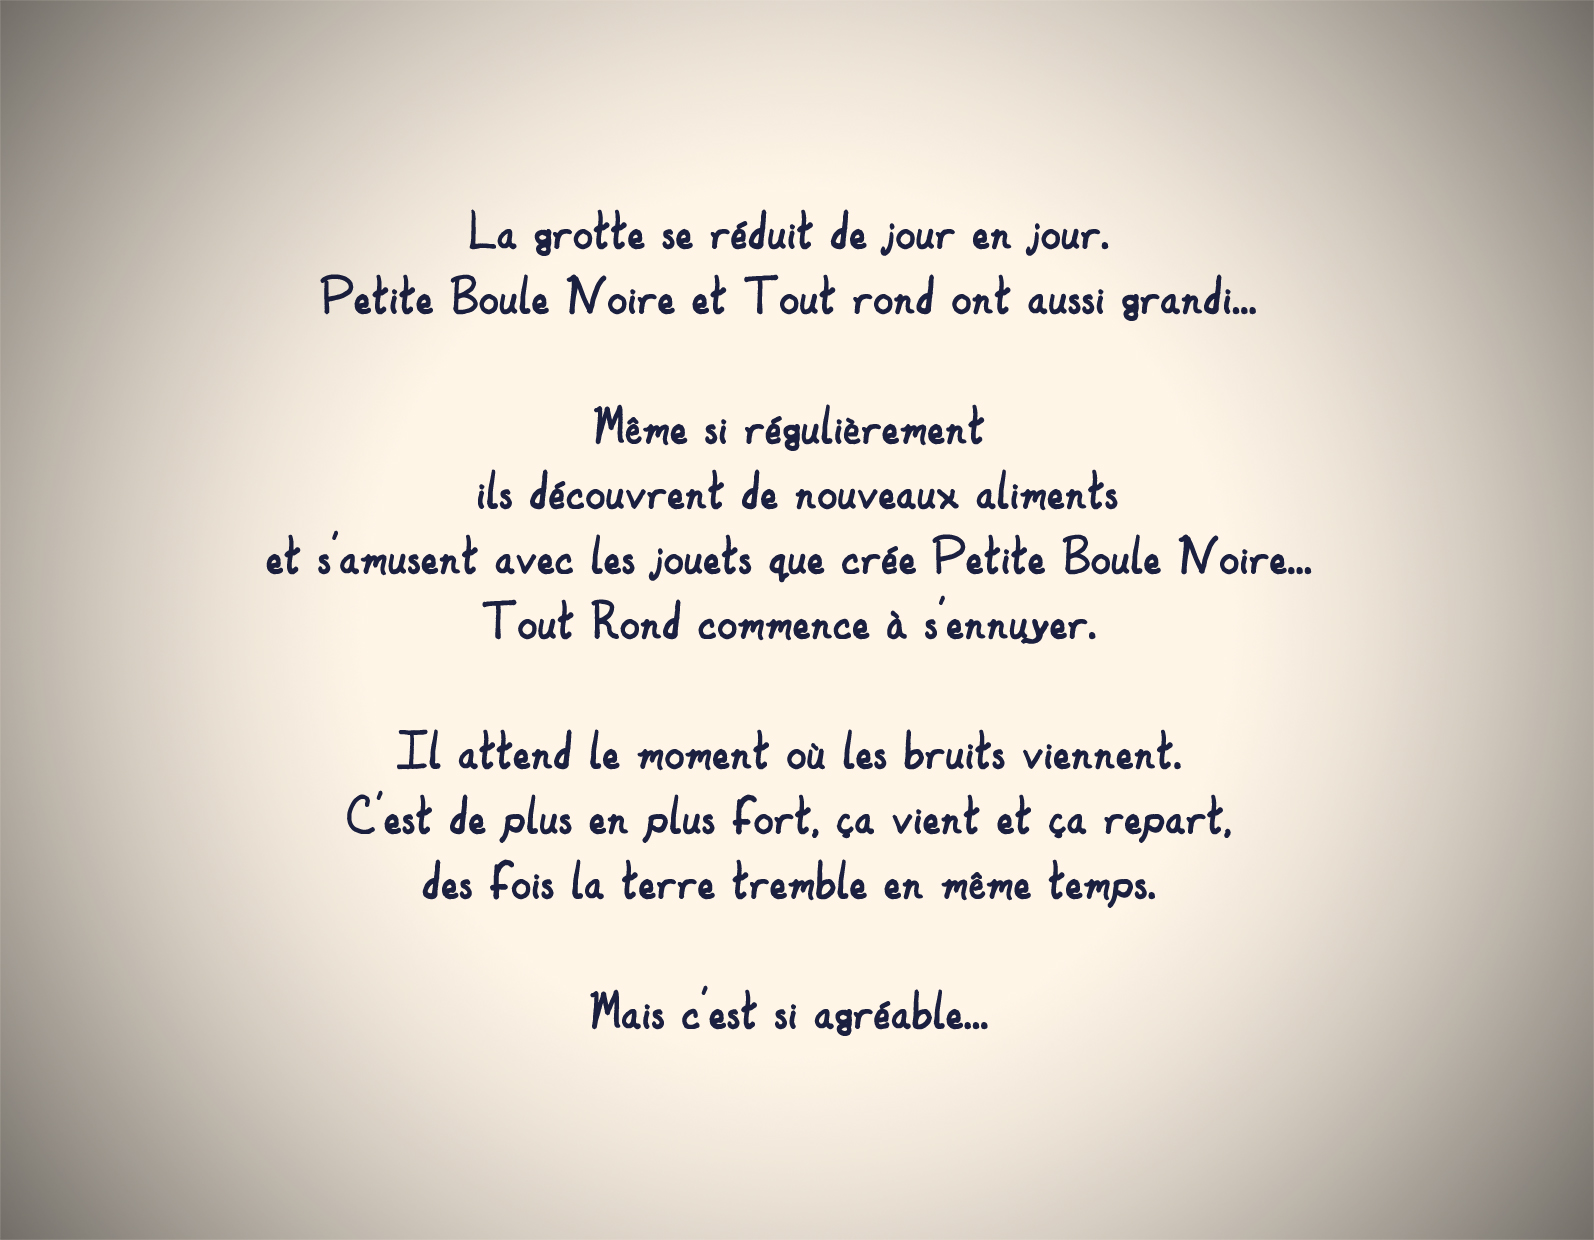 La grotte se réduit de jour en jour.
Petite Boule Noire et Tout rond ont aussi grandi...
Même si régulièrement
ils découvrent de nouveaux aliments
et s'amusent avec les jouets que crée Petite Boule Noire...
Tout Rond commence à s'ennuyer.
Il attend le moment où les bruits viennent.
C'est de plus en plus fort, ça vient et ça repart,
des fois la terre tremble en même temps.
Mais c'est si agréable...